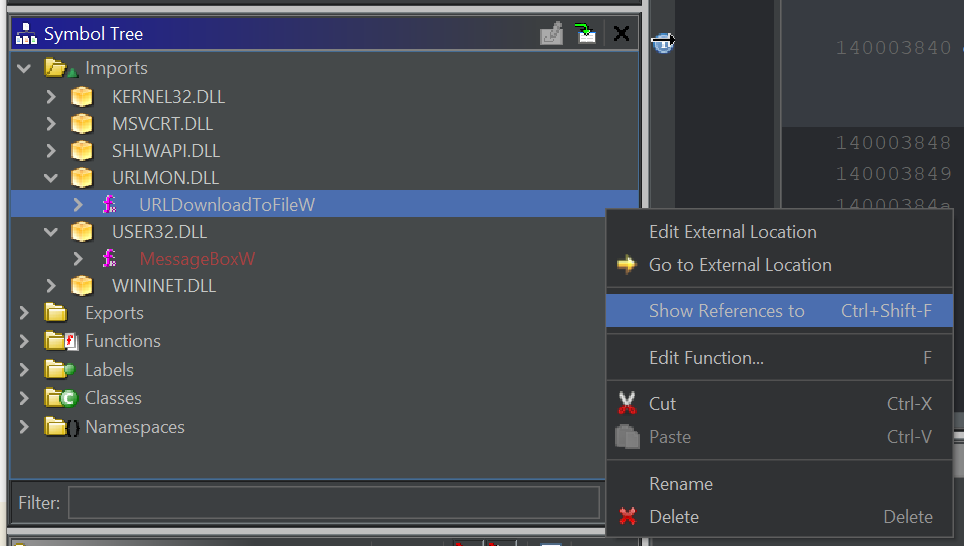 Symbol Tree
Imports
KERNEL32.DLL
MSVCRT.DLL
SHLWAPI.DLL
URLMON.DLL
URLDownloadToFileW
USER32.DLL
MessageBoxW
WININET.DLL
Exports
Functions
Labels
Classes
Namespaces
Filter:
140003840
140003848
140003849
14000384a
Edit External Location
Go to External Location
Show References to Ctrl+Shift-F
Edit Function... F
Cut Ctrl-X
Paste Ctrl-V
Rename
Delete Delete